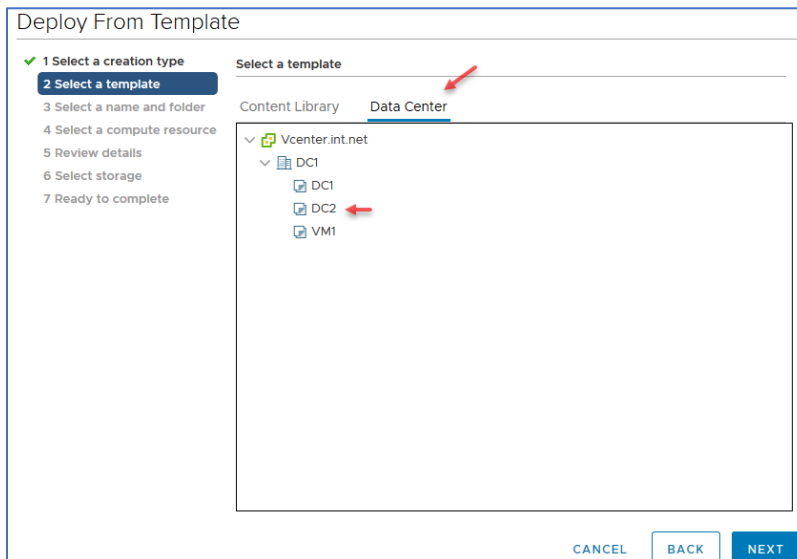 Deploy From Template
1 Select a creation type
2 Select a template
3 Select a name and folder
4 Select a compute resource
5 Review details
6 Select storage
7 Ready to complete
Select a template
Content Library Data Center
Vcenter.int.net
DC1
DC1
DC2
VM1
CANCEL BACK NEXT